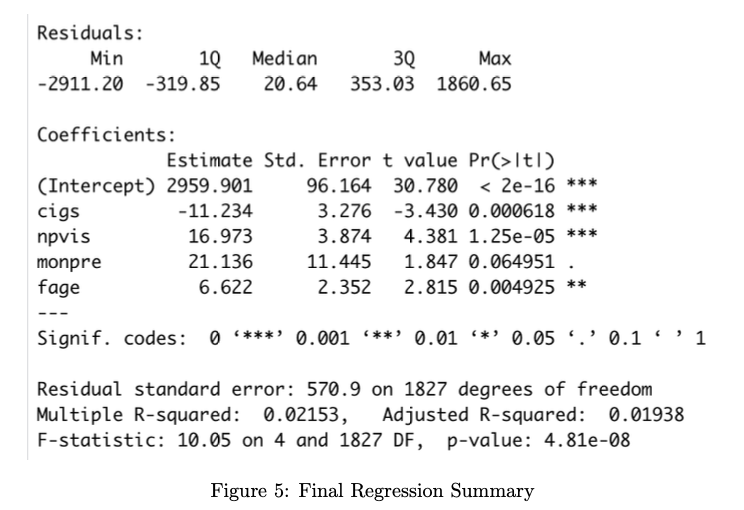 Residuals:
Min 1Q Median 3Q Max
-2911.20 -319.85 20.64 353.03 1860.65
Coefficients:
Estimate Std. Error t value Pr(>|t|)
(Intercept) 2959.901 96.164 30.780 < 2e-16 ***
cigs -11.234 3.276 -3.430 0.000618 ***
npvis 16.973 3.874 4.381 1.25e-05 ***
monpre 21.136 11.445 1.847 0.064951 .
fage 6.622 2.352 2.815 0.004925 **
---
Signif. codes: 0 ‘***’ 0.001 ‘**’ 0.01 ‘*’ 0.05 ‘.’ 0.1 ‘ ’ 1
Residual standard error: 570.9 on 1827 degrees of freedom
Multiple R-squared: 0.02153, Adjusted R-squared: 0.01938
F-statistic: 10.05 on 4 and 1827 DF, p-value: 4.81e-08
Figure 5: Final Regression Summary